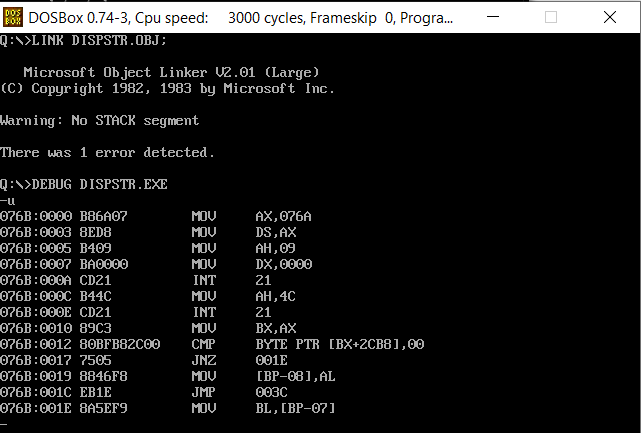 DOS BOX DOSBox 0.74-3, Cpu speed: 3000 cycles, Frameskip 0, Progra...
Q:\>LINK DISPSTR.OBJ;
Microsoft Object Linker V2.01 (Large)
(C) Copyright 1982, 1983 by Microsoft Inc.
Warning: No STACK segment
There was 1 error detected.
Q:\>DEBUG DISPSTR.EXE
-u
076B:0000 B86A07 MOV AX,076A
076B:0003 8ED8 MOV DS,AX
076B:0005 B409 MOV AH,09
076B:0007 BA0000 MOV DX,0000
076B:000A CD21 INT 21
076B:000C B44C MOV AH,4C
076B:000E CD21 INT 21
076B:0010 89C3 MOV BX,AX
076B:0012 80BFB82C00 CMP BYTE PTR [BX+2CB8],00
076B:0017 7505 JNZ 001E
076B:0019 8846F8 MOV [BP-08],AL
076B:001C EB1E JMP 003C
076B:001E 8A5EF9 MOV BL,[BP-07]
-